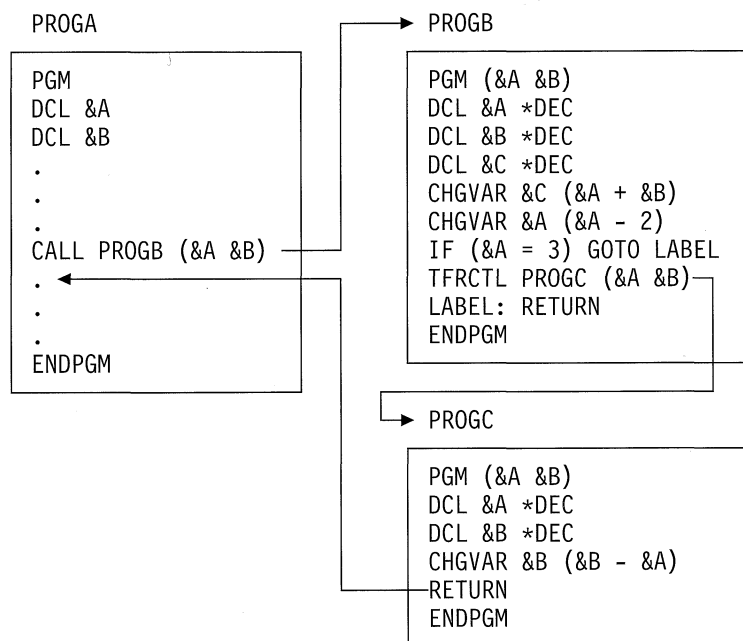 PROGA
PGM
DCL &A
DCL &B
.
.
.
CALL PROGB (&A &B)
.
.
.
ENDPGM
PROGB
PGM (&A &B)
DCL &A *DEC
DCL &B *DEC
DCL &C *DEC
CHGVAR &C (&A + &B)
CHGVAR &A (&A - 2)
IF (&A = 3) GOTO LABEL
TFRCTL PROGC (&A &B)
LABEL: RETURN
ENDPGM
PROGC
PGM (&A &B)
DCL &A *DEC
DCL &B *DEC
CHGVAR &B (&B - &A)
RETURN
ENDPGM